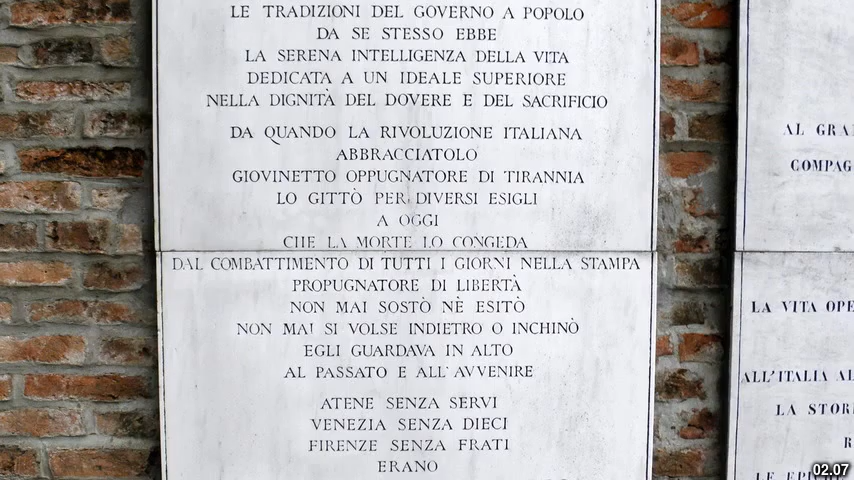 LE TRADIZIONI DEL GOVERNO A POPOLO
DA SE STESSO EBBE
LA SERENA INTELLIGENZA DELLA VITA
DEDICATA A UN IDEALE SUPERIORE
NELLA DIGNITÀ DEL DOVERE E DEL SACRIFICIO
DA QUANDO LA RIVOLUZIONE ITALIANA
ABBRACCIATOLO
GIOVINETTO OPPUGNATORE DI TIRANNIA
LO GITTÒ PER DIVERSI ESIGLI
A OGGI
CHE LA MORTE LO CONGEDA
DAL COMBATTIMENTO DI TUTTI I GIORNI NELLA STAMPA
PROPUGNATORE DI LIBERTÀ
NON MAI SOSTÒ NÈ ESITÒ
NON MAI SI VOLSE INDIETRO O INCHINÒ
EGLI GUARDAVA IN ALTO
AL PASSATO E ALL'AVVENIRE
ATENE SENZA SERVI
VENEZIA SENZA DIECI
FIRENZE SENZA FRATI
ERANO
AL GRA
COMPAG
LA VITA OPE
ALL'ITALIA AL
LA STOR
R
LE EPI
02.07